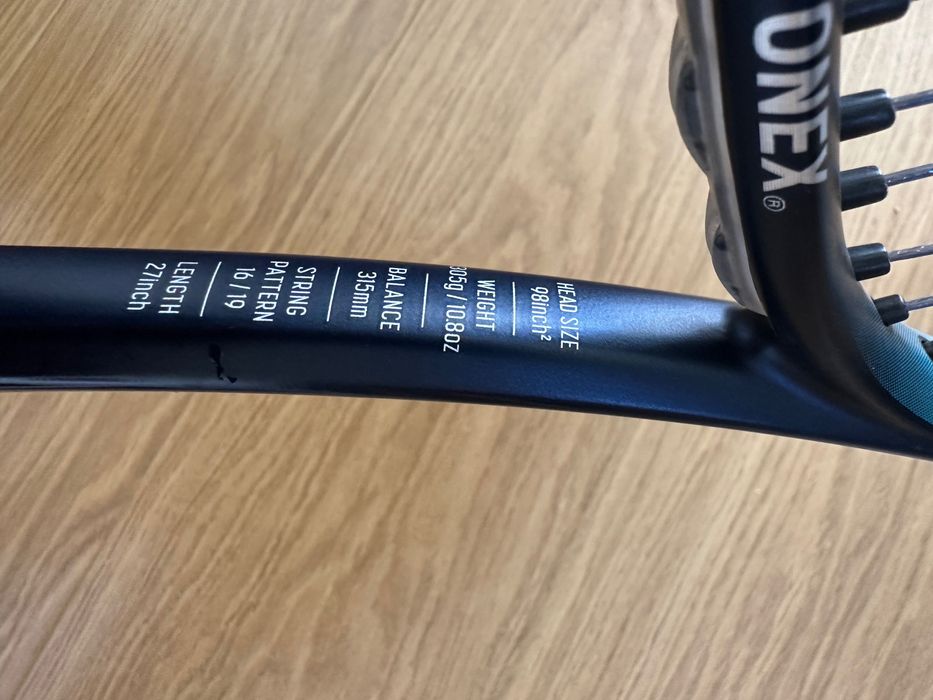 ONEX®
HEAD SIZE
98inch²
WEIGHT
305g / 10.8oz
BALANCE
315mm
STRING
PATTERN
16 / 19
LENGTH
27inch